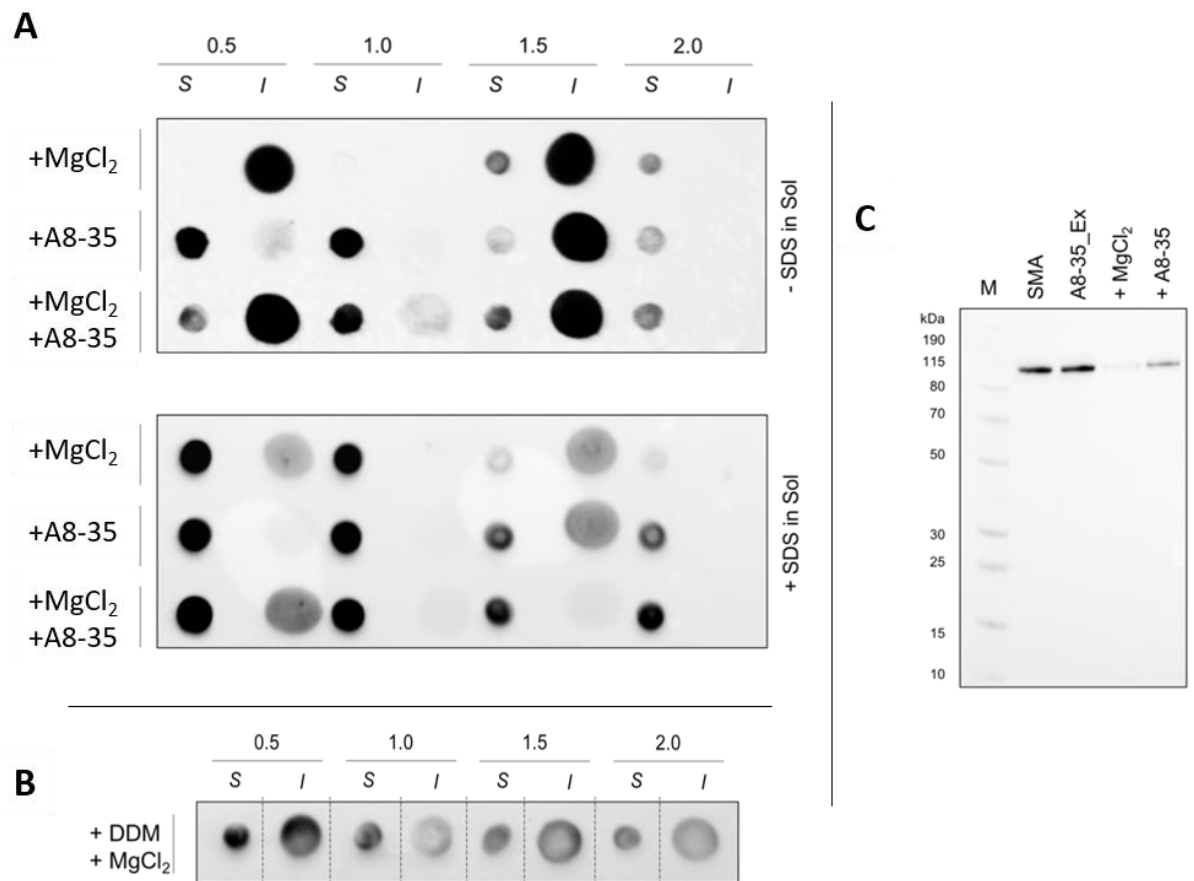 A
0.5 1.0 1.5 2.0
S I S I S I S I
+MgCl₂
+A8-35
+MgCl₂
+A8-35
- SDS in Sol
+MgCl₂
+A8-35
+MgCl₂
+A8-35
+ SDS in Sol
B
0.5 1.0 1.5 2.0
S I S I S I S I
+ DDM
+ MgCl₂
C
M SMA A8-35_Ex + MgCl₂ + A8-35
kDa
190
115
80
70
50
30
25
15
10